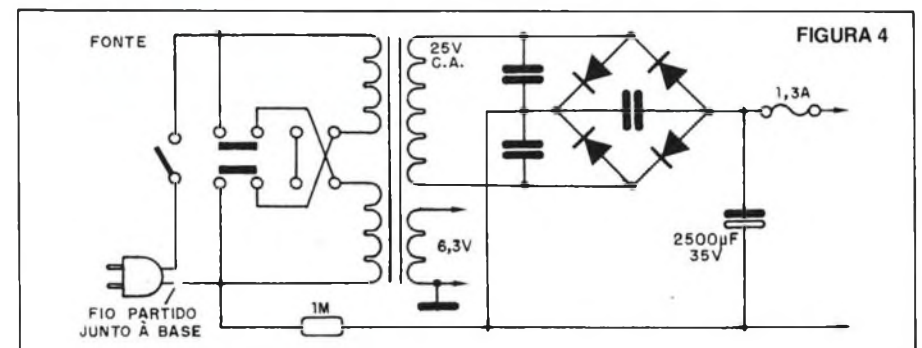 FIGURA 4
FONTE
25V
C.A.
1,3A
6,3V
2500µF
35V
1M
FIO PARTIDO
JUNTO À BASE